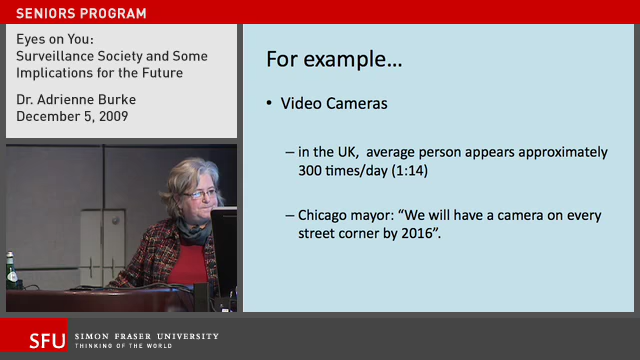 SENIORS PROGRAM
Eyes on You:
Surveillance Society and Some
Implications for the Future
Dr. Adrienne Burke
December 5, 2009
For example...
• Video Cameras
– in the UK,  average person appears approximately
300 times/day (1:14)
– Chicago mayor: “We will have a camera on every
street corner by 2016”.
SFU
SIMON FRASER UNIVERSITY
THINKING OF THE WORLD